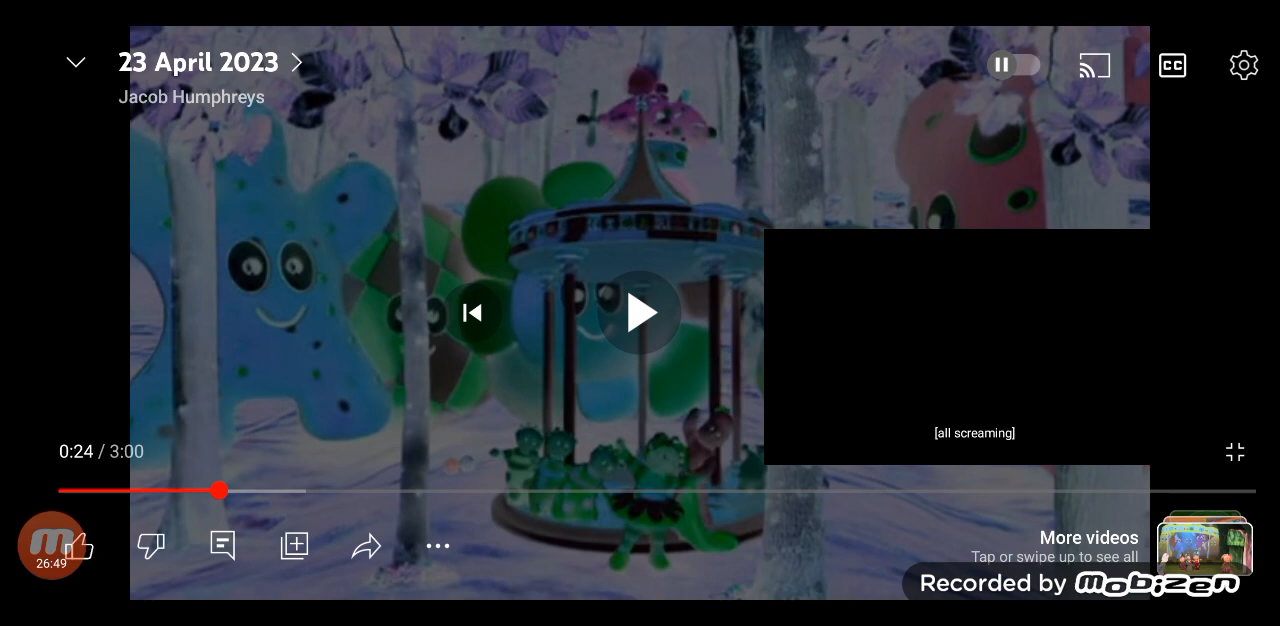 23 April 2023
Jacob Humphreys
CC
[all screaming]
0:24 / 3:00
26:49
More videos
Tap or swipe up to see all
Recorded by mobizen